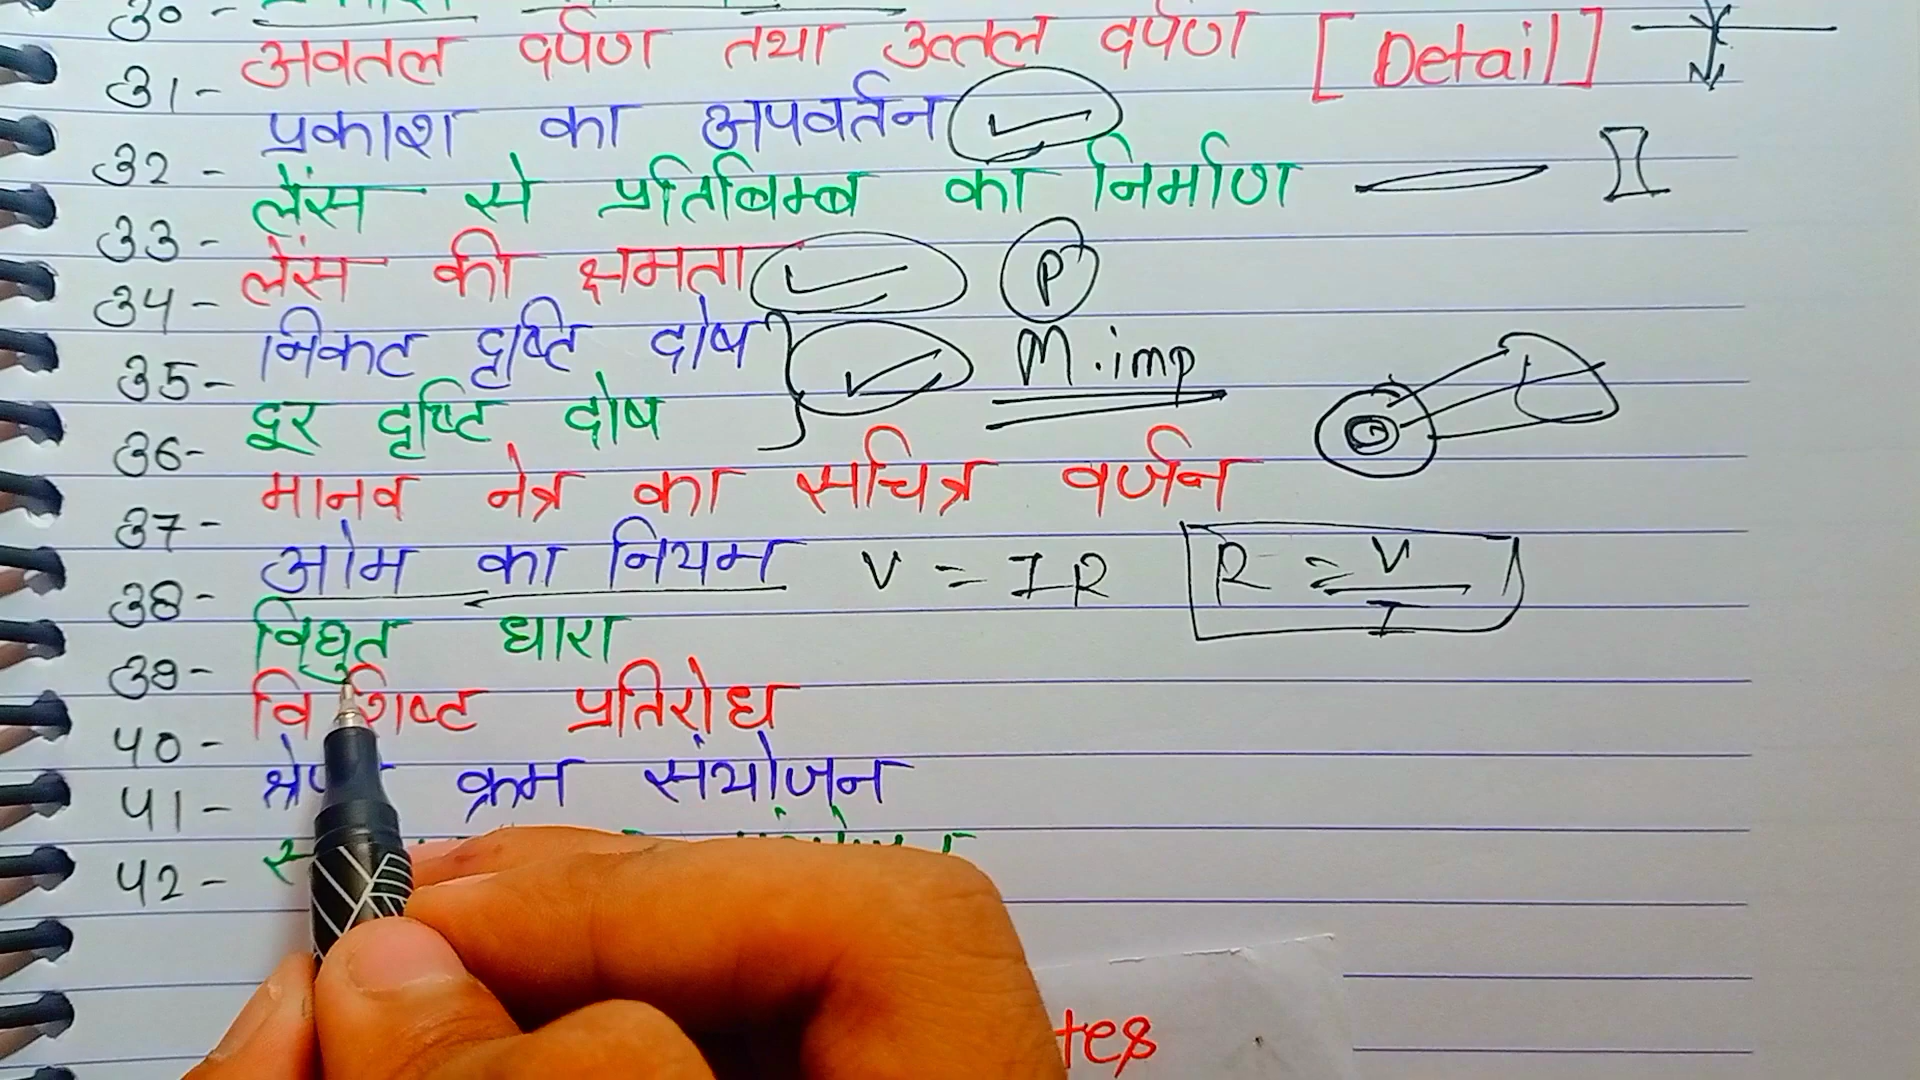 30 -
31 - अवतल दर्पण तथा उत्तल दर्पण [Detail]
32 - प्रकाश का अपवर्तन
33 - लेंस से प्रतिबिम्ब का निर्माण
34 - लेंस की क्षमता P
35 - निकट दृष्टि दोष M.imp
36 - दूर दृष्टि दोष
37 - मानव नेत्र का सचित्र वर्णन
38 - ओम का नियम V = IR R = V/I
39 - विधुत धारा
40 - विशिष्ट प्रतिरोध
41 - क्रम संयोजन
42 -
tes